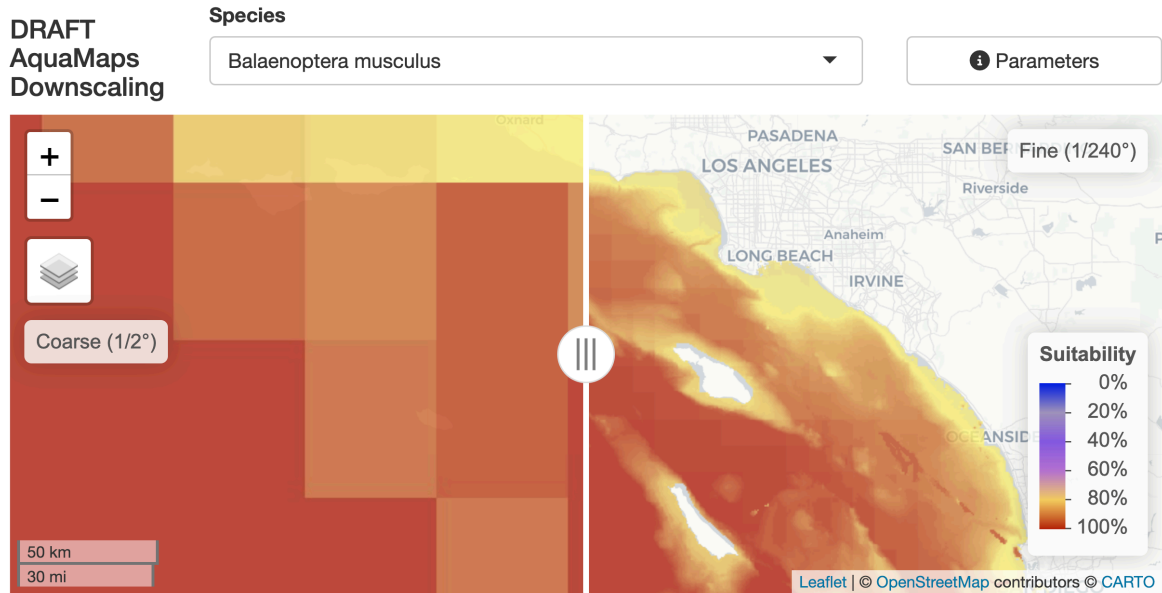 DRAFT
AquaMaps
Downscaling
Species
Balaenoptera musculus
Parameters
Oxnard
+
−
Coarse (1/2°)
50 km
30 mi
PASADENA
LOS ANGELES
SAN BER
Fine (1/240°)
Riverside
Anaheim
LONG BEACH
IRVINE
P
OCEANSID
Suitability
0%
20%
40%
60%
80%
100%
Leaflet | © OpenStreetMap contributors © CARTO